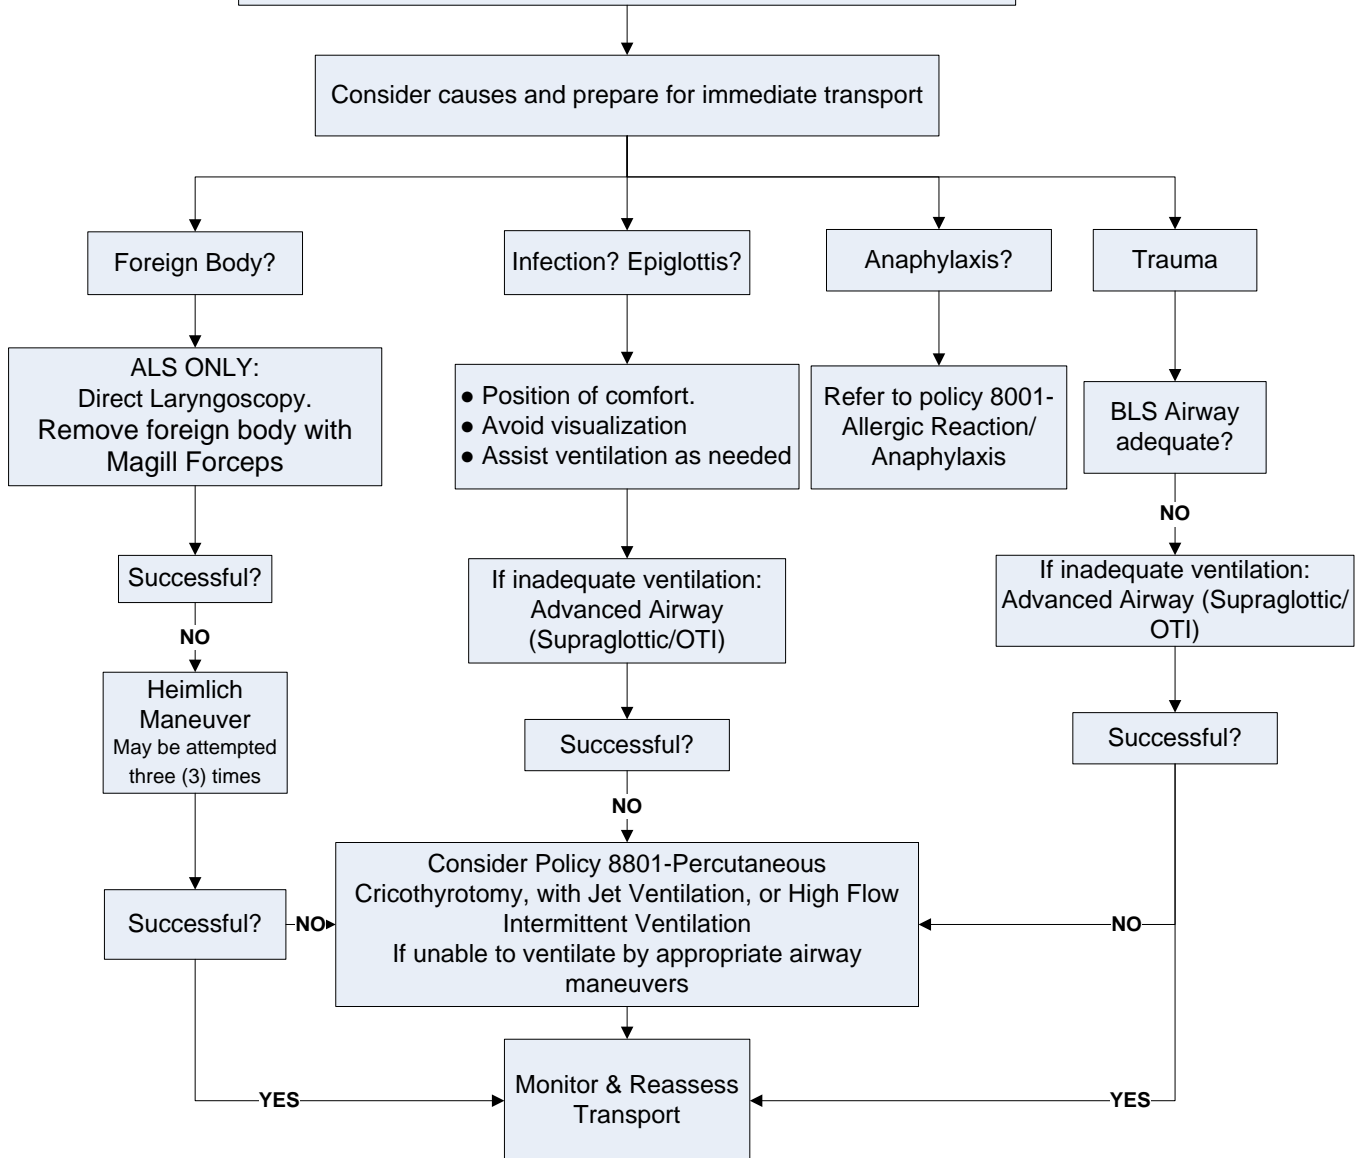 Consider causes and prepare for immediate transport
Foreign Body?
Infection? Epiglottis?
Anaphylaxis?
Trauma
ALS ONLY:
Direct Laryngoscopy.
Remove foreign body with
Magill Forceps
● Position of comfort.
● Avoid visualization
● Assist ventilation as needed
Refer to policy 8001-
Allergic Reaction/
Anaphylaxis
BLS Airway
adequate?
NO
Successful?
If inadequate ventilation:
Advanced Airway
(Supraglottic/OTI)
If inadequate ventilation:
Advanced Airway (Supraglottic/
OTI)
NO
Heimlich
Maneuver
May be attempted
three (3) times
Successful?
Successful?
NO
Consider Policy 8801-Percutaneous
Cricothyrotomy, with Jet Ventilation, or High Flow
Intermittent Ventilation
If unable to ventilate by appropriate airway
maneuvers
Successful?
NO
NO
Monitor & Reassess
Transport
YES
YES